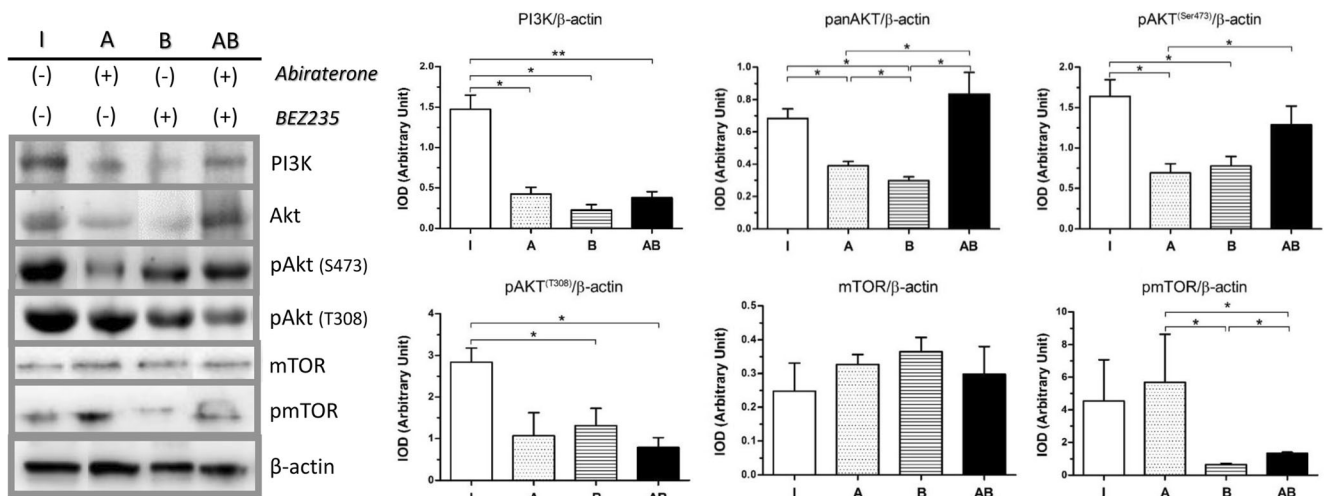 I A B AB
(-) (+) (-) (+) Abiraterone
(-) (-) (+) (+) BEZ235
PI3K
Akt
pAkt (S473)
pAkt (T308)
mTOR
pmTOR
β-actin
PI3K/β-actin
IOD (Arbitrary Unit)
2.0
1.5
1.0
0.5
0.0
**
*
*
I A B AB
panAKT/β-actin
IOD (Arbitrary Unit)
1.0
0.8
0.6
0.4
0.2
0.0
*
*
* * *
I A B AB
pAKT(Ser473)/β-actin
IOD (Arbitrary Unit)
2.0
1.5
1.0
0.5
0.0
*
*
*
I A B AB
pAKT(T308)/β-actin
IOD (Arbitrary Unit)
4
3
2
1
0
*
*
I A B AB
mTOR/β-actin
IOD (Arbitrary Unit)
0.5
0.4
0.3
0.2
0.1
0.0
I A B AB
pmTOR/β-actin
IOD (Arbitrary Unit)
10
8
6
4
2
0
*
* *
I A B AB